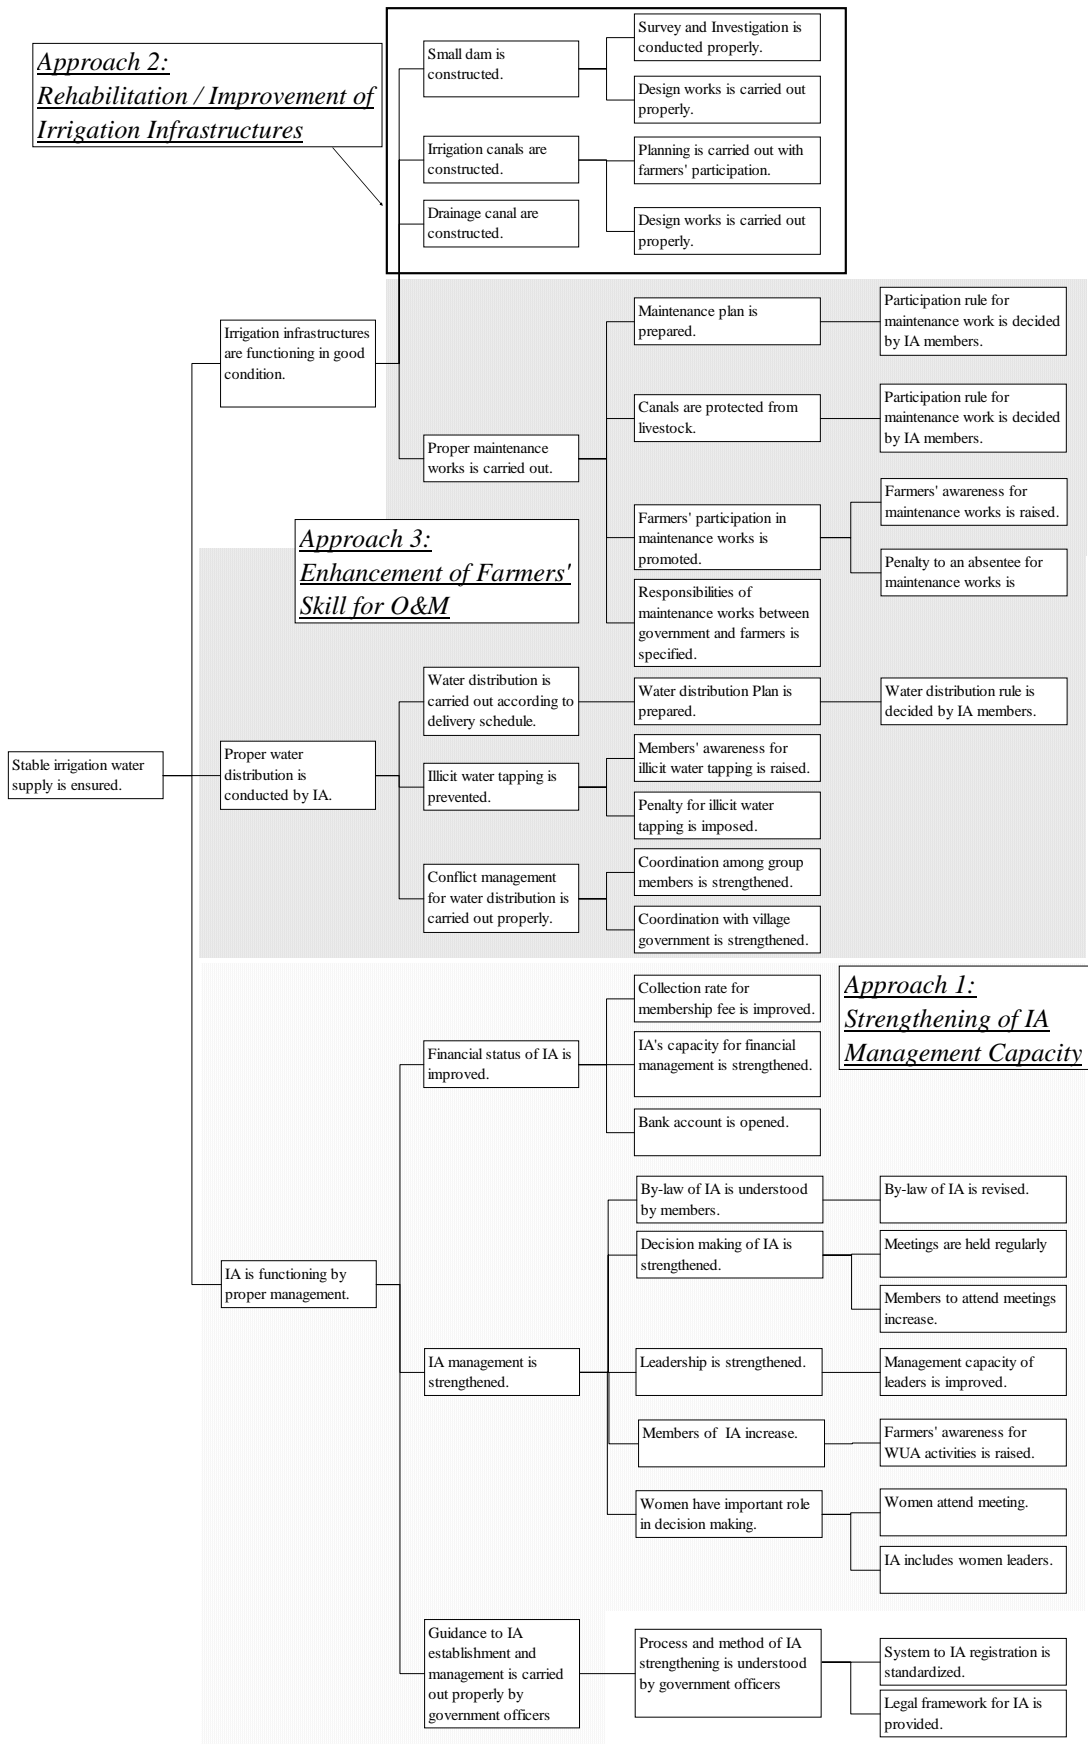 Approach 2:
Rehabilitation / Improvement of
Irrigation Infrastructures
Small dam is
constructed.
Survey and Investigation is
conducted properly.
Design works is carried out
properly.
Irrigation canals are
constructed.
Planning is carried out with
farmers' participation.
Drainage canal are
constructed.
Design works is carried out
properly.
Irrigation infrastructures
are functioning in good
condition.
Maintenance plan is
prepared.
Participation rule for
maintenance work is decided
by IA members.
Canals are protected from
livestock.
Participation rule for
maintenance work is decided
by IA members.
Proper maintenance
works is carried out.
Farmers' participation in
maintenance works is
promoted.
Farmers' awareness for
maintenance works is raised.
Penalty to an absentee for
maintenance works is
Approach 3:
Enhancement of Farmers'
Skill for O&M
Responsibilities of
maintenance works between
government and farmers is
specified.
Water distribution is
carried out according to
delivery schedule.
Water distribution Plan is
prepared.
Water distribution rule is
decided by IA members.
Stable irrigation water
supply is ensured.
Proper water
distribution is
conducted by IA.
Illicit water tapping is
prevented.
Members' awareness for
illicit water tapping is raised.
Penalty for illicit water
tapping is imposed.
Conflict management
for water distribution is
carried out properly.
Coordination among group
members is strengthened.
Coordination with village
government is strengthened.
Approach 1:
Strengthening of IA
Management Capacity
Collection rate for
membership fee is improved.
Financial status of IA is
improved.
IA's capacity for financial
management is strengthened.
Bank account is opened.
IA is functioning by
proper management.
By-law of IA is understood
by members.
By-law of IA is revised.
Decision making of IA is
strengthened.
Meetings are held regularly
Members to attend meetings
increase.
IA management is
strengthened.
Leadership is strengthened.
Management capacity of
leaders is improved.
Members of  IA increase.
Farmers' awareness for
WUA activities is raised.
Women have important role
in decision making.
Women attend meeting.
IA includes women leaders.
Guidance to IA
establishment and
management is carried
out properly by
government officers
Process and method of IA
strengthening is understood
by government officers
System to IA registration is
standardized.
Legal framework for IA is
provided.